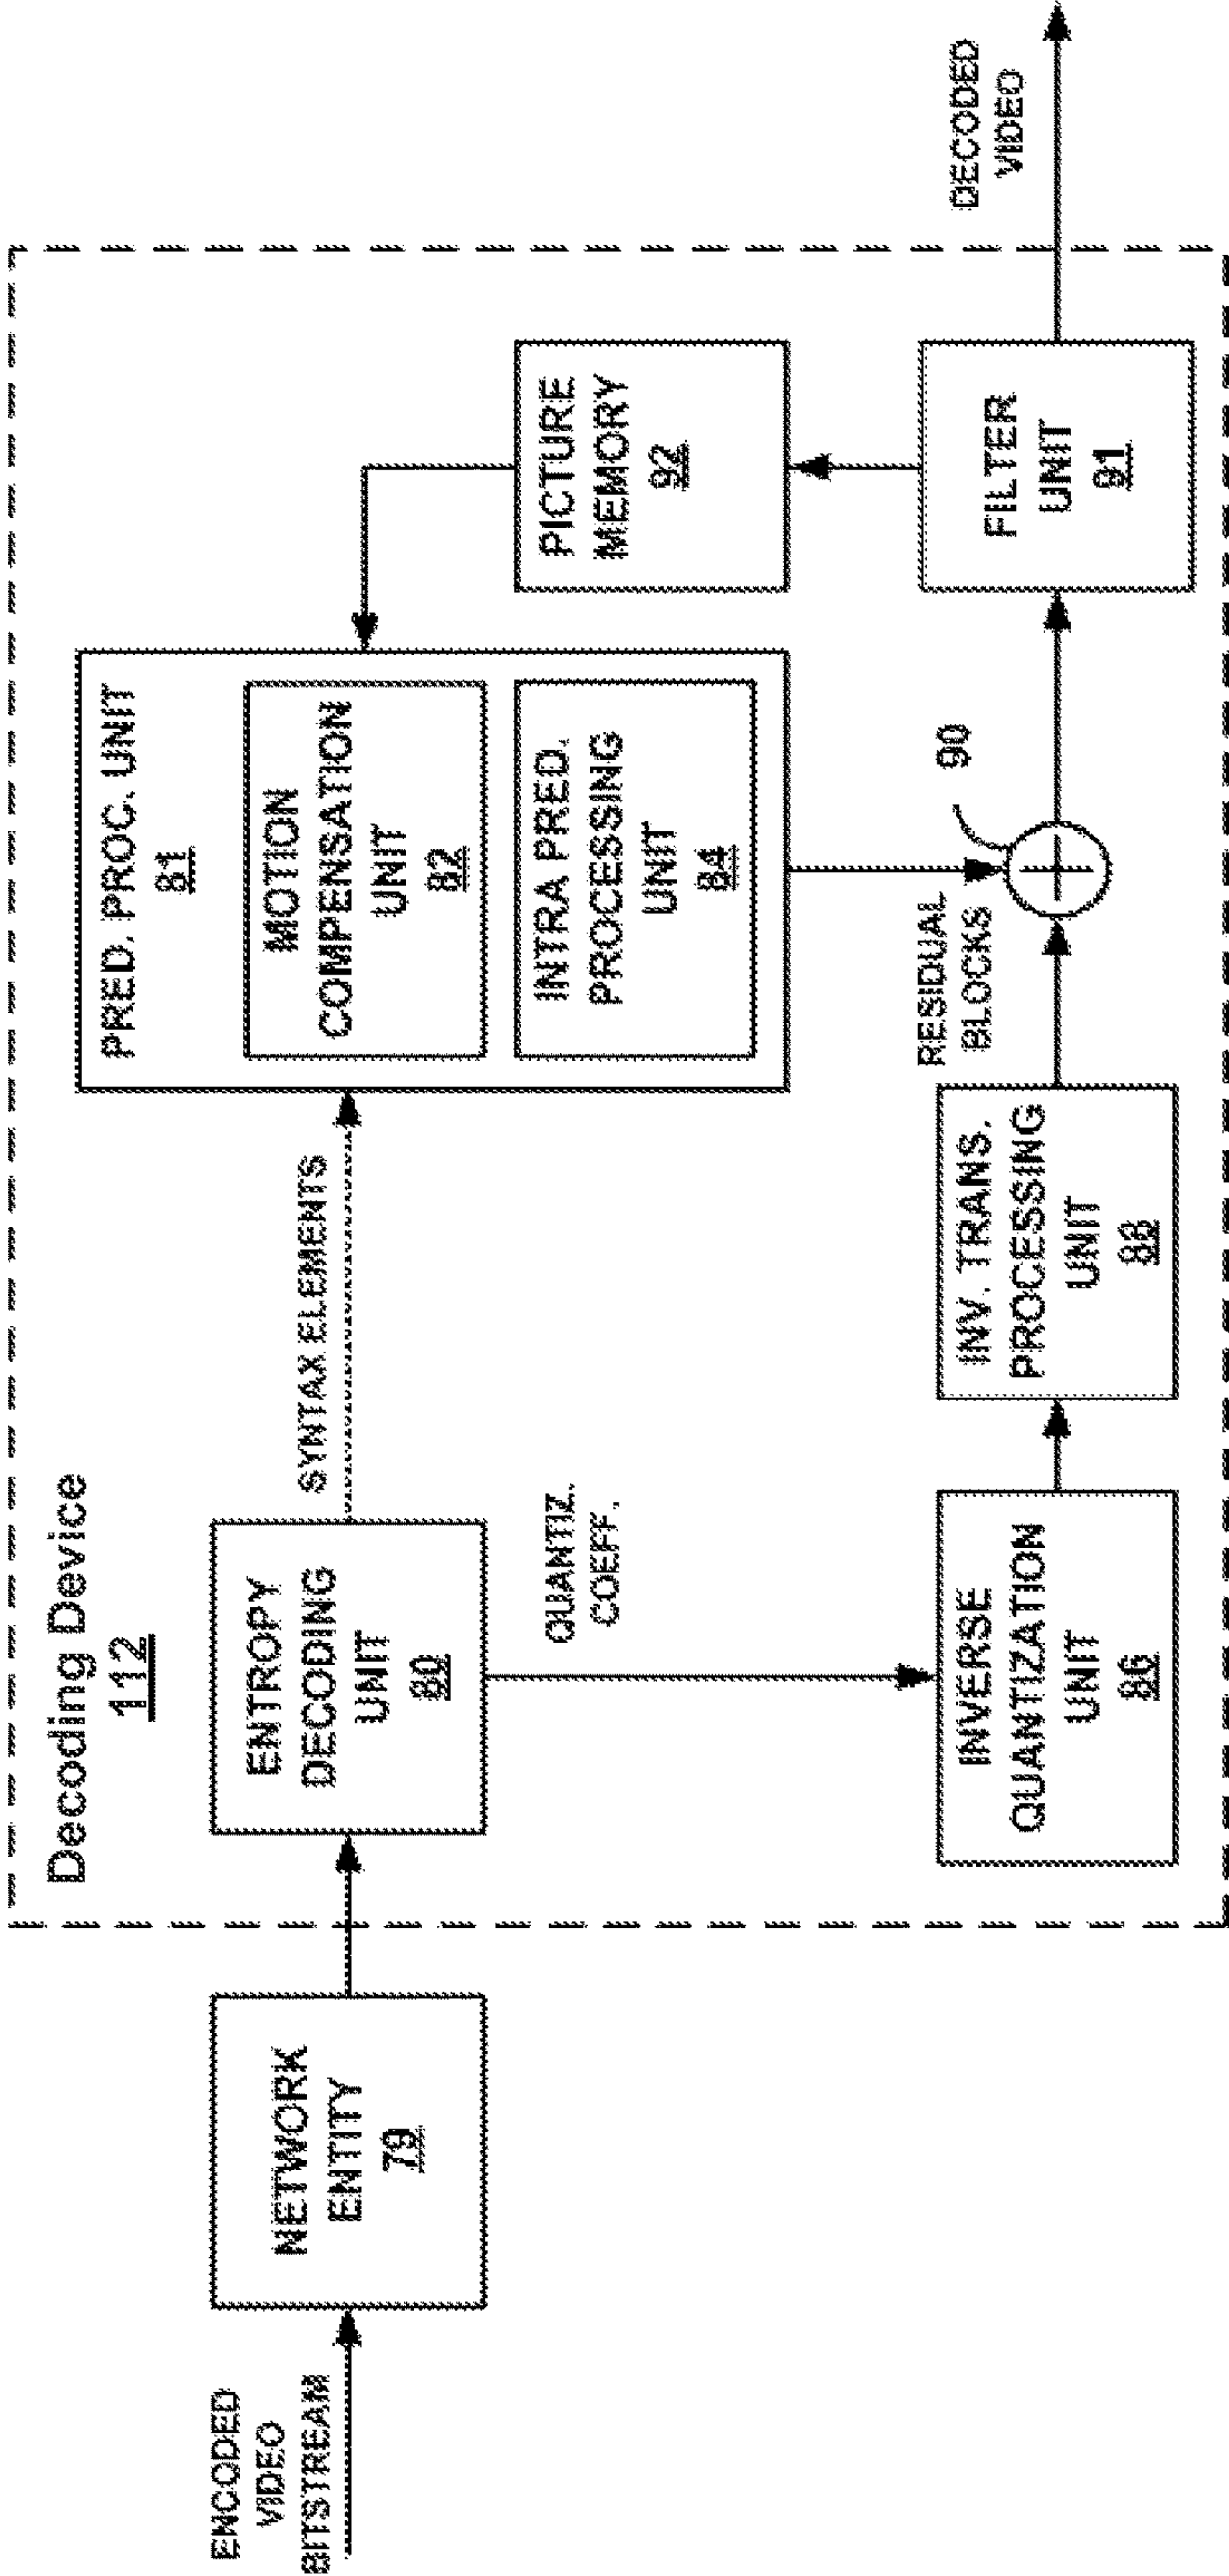 Decoding Device
112
ENCODED
VIDEO
BITSTREAM
NETWORK
ENTITY
79
ENTROPY
DECODING
UNIT
80
SYNTAX ELEMENTS
PRED. PROC. UNIT
81
MOTION
COMPENSATION
UNIT
82
INTRA PRED.
PROCESSING
UNIT
84
PICTURE
MEMORY
92
QUANTIZ.
COEFF.
INVERSE
QUANTIZATION
UNIT
86
INV. TRANS.
PROCESSING
UNIT
88
RESIDUAL
BLOCKS
90
FILTER
UNIT
91
DECODED
VIDEO